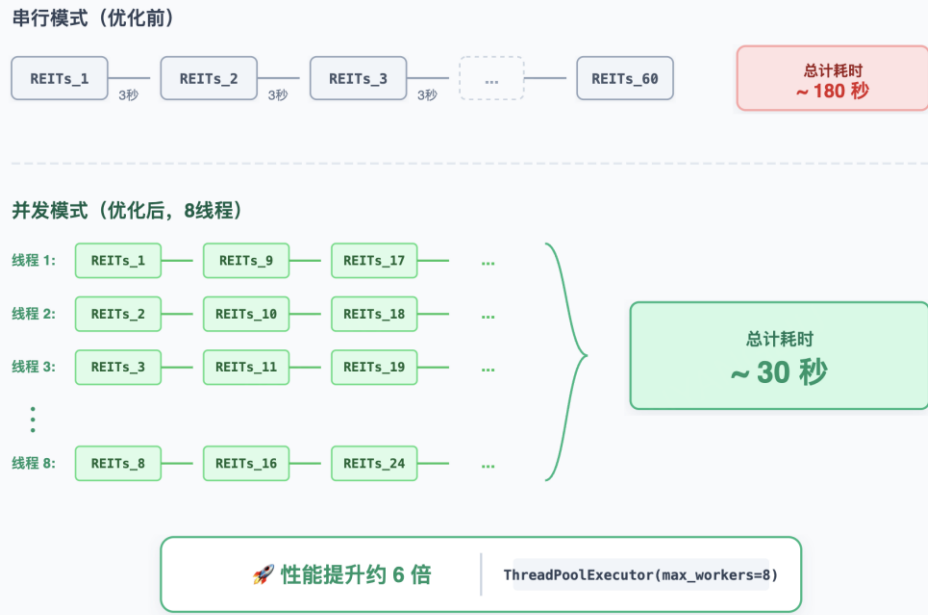 串行模式（优化前）
REITs_1 REITs_2 REITs_3 ... REITs_60
3秒 3秒 3秒
总计耗时
~ 180 秒
并发模式（优化后，8线程）
线程 1: REITs_1 REITs_9 REITs_17 ...
线程 2: REITs_2 REITs_10 REITs_18 ...
线程 3: REITs_3 REITs_11 REITs_19 ...
线程 8: REITs_8 REITs_16 REITs_24 ...
总计耗时
~ 30 秒
🚀 性能提升约 6 倍 ThreadPoolExecutor(max_workers=8)